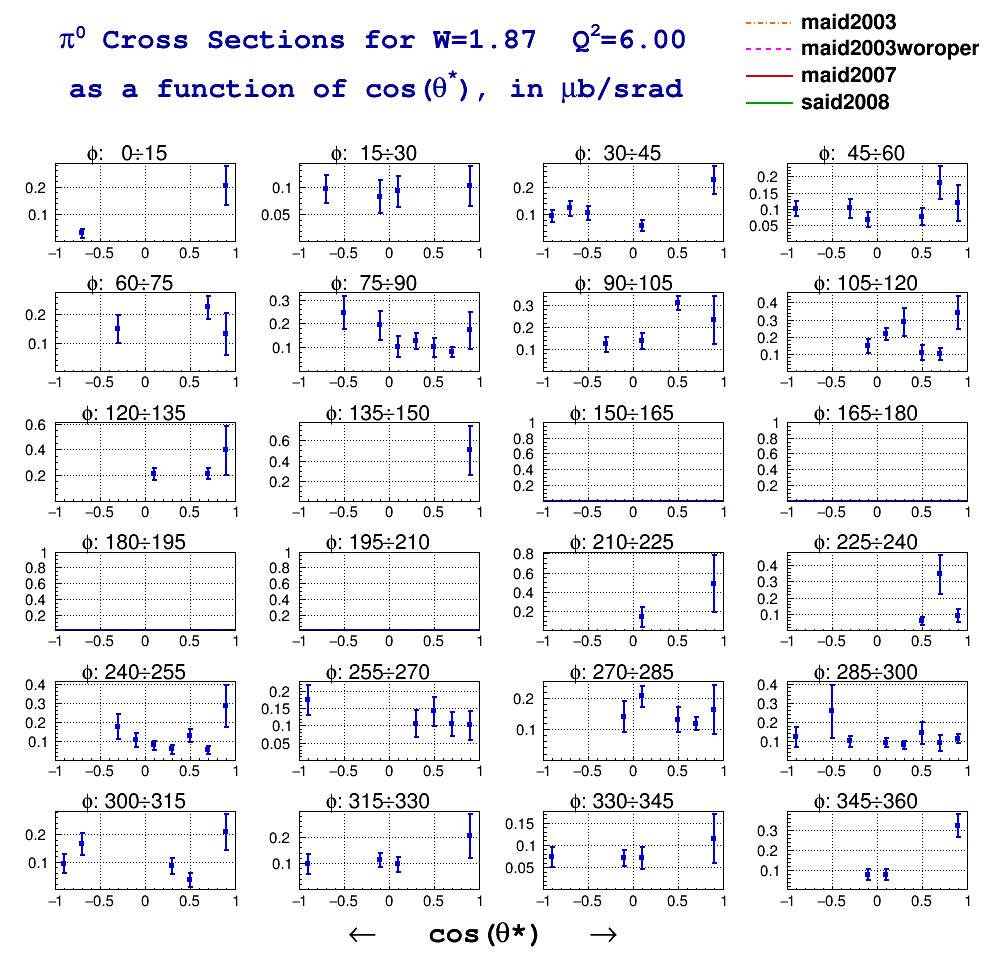 π⁰ Cross Sections for W=1.87 Q²=6.00
as a function of cos(θ*), in μb/srad
maid2003
maid2003woroper
maid2007
said2008
ϕ: 0÷15 ϕ: 15÷30 ϕ: 30÷45 ϕ: 45÷60
0.2 0.1 0.1 0.05 0.2 0.1 0.2 0.15 0.1 0.05
−1 −0.5 0 0.5 1 −1 −0.5 0 0.5 1 −1 −0.5 0 0.5 1 −1 −0.5 0 0.5 1
ϕ: 60÷75 ϕ: 75÷90 ϕ: 90÷105 ϕ: 105÷120
0.2 0.1 0.3 0.2 0.1 0.3 0.2 0.1 0.4 0.3 0.2 0.1
−1 −0.5 0 0.5 1 −1 −0.5 0 0.5 1 −1 −0.5 0 0.5 1 −1 −0.5 0 0.5 1
ϕ: 120÷135 ϕ: 135÷150 ϕ: 150÷165 ϕ: 165÷180
0.6 0.4 0.2 0.6 0.4 0.2 1 0.8 0.6 0.4 0.2 1 0.8 0.6 0.4 0.2
−1 −0.5 0 0.5 1 −1 −0.5 0 0.5 1 −1 −0.5 0 0.5 1 −1 −0.5 0 0.5 1
ϕ: 180÷195 ϕ: 195÷210 ϕ: 210÷225 ϕ: 225÷240
1 0.8 0.6 0.4 0.2 1 0.8 0.6 0.4 0.2 0.8 0.6 0.4 0.2 0.4 0.3 0.2 0.1
−1 −0.5 0 0.5 1 −1 −0.5 0 0.5 1 −1 −0.5 0 0.5 1 −1 −0.5 0 0.5 1
ϕ: 240÷255 ϕ: 255÷270 ϕ: 270÷285 ϕ: 285÷300
0.4 0.3 0.2 0.1 0.2 0.15 0.1 0.05 0.2 0.1 0.4 0.3 0.2 0.1
−1 −0.5 0 0.5 1 −1 −0.5 0 0.5 1 −1 −0.5 0 0.5 1 −1 −0.5 0 0.5 1
ϕ: 300÷315 ϕ: 315÷330 ϕ: 330÷345 ϕ: 345÷360
0.2 0.1 0.2 0.1 0.15 0.1 0.05 0.3 0.2 0.1
−1 −0.5 0 0.5 1 −1 −0.5 0 0.5 1 −1 −0.5 0 0.5 1 −1 −0.5 0 0.5 1
← cos(θ*) →